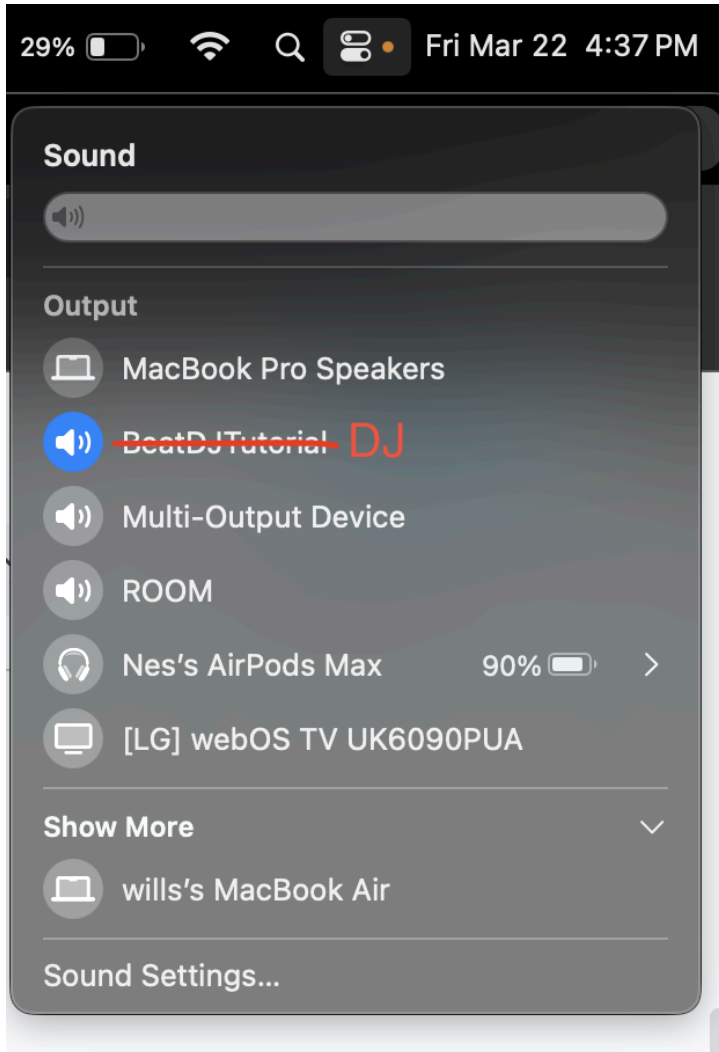 29% Fri Mar 22 4:37 PM
Sound
Output
MacBook Pro Speakers
BeatDJTutorial DJ
Multi-Output Device
ROOM
Nes's AirPods Max 90%
[LG] webOS TV UK6090PUA
Show More
wills's MacBook Air
Sound Settings...